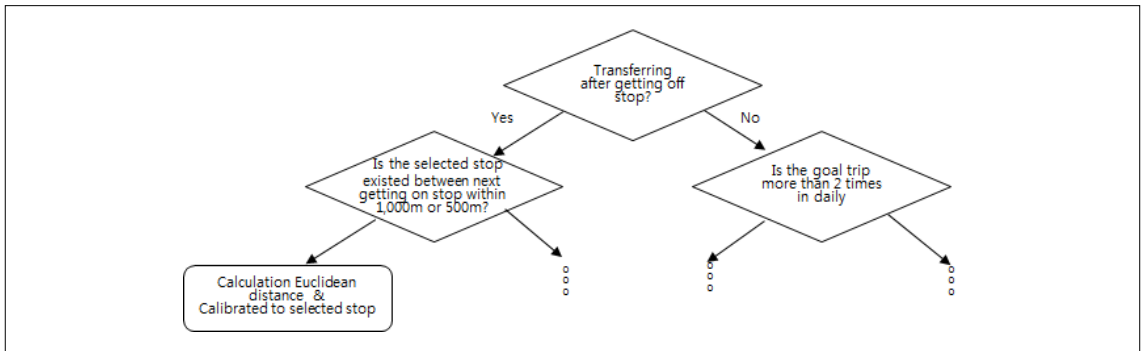 Transferring
after getting off
stop?
Yes
No
Is the selected stop
existed between next
getting on stop within
1,000m or 500m?
Is the goal trip
more than 2 times
in daily
o
o
o
o
o
o
o
o
o
Calculation Euclidean
distance &
Calibrated to selected stop